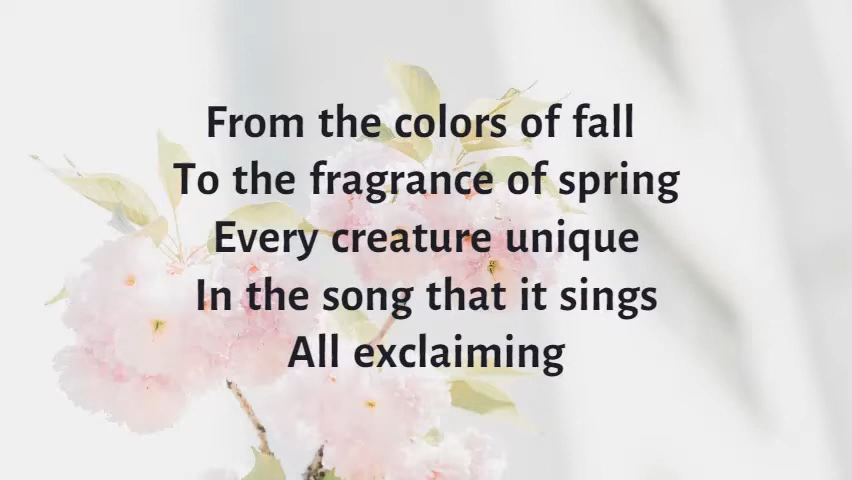 From the colors of fall
To the fragrance of spring
Every creature unique
In the song that it sings
All exclaiming